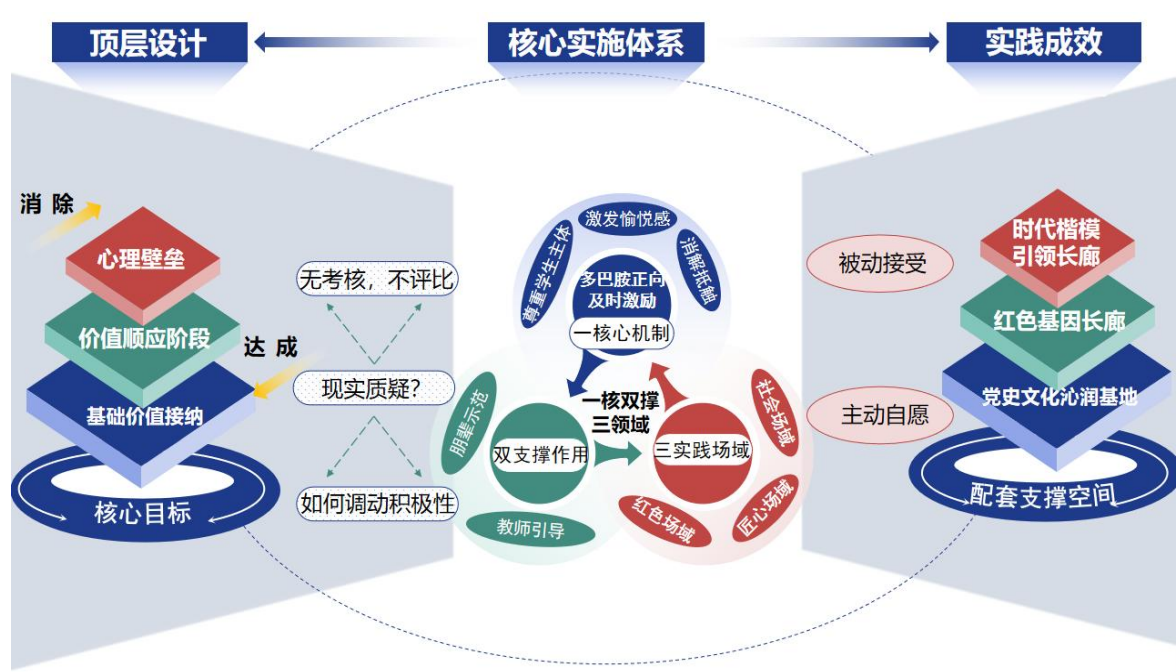 顶层设计
核心实施体系
实践成效
消 除
心理壁垒
价值顺应阶段
达 成
基础价值接纳
核心目标
无考核，不评比
现实质疑？
如何调动积极性
尊重学生主体
激发愉悦感
消解抵触
多巴胺正向
及时激励
一核心机制
一核双撑
三领域
朋辈示范
双支撑作用
教师引导
社会场域
三实践场域
红色场域
匠心场域
被动接受
主动自愿
时代楷模
引领长廊
红色基因长廊
党史文化沁润基地
配套支撑空间